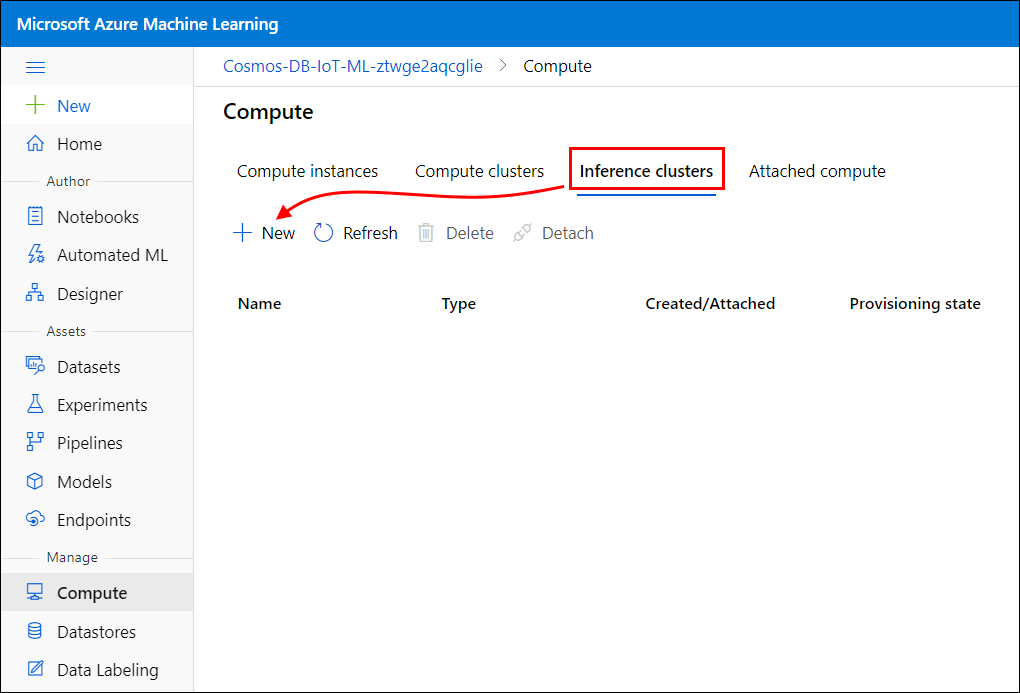 Microsoft Azure Machine Learning
Cosmos-DB-IoT-ML-ztwge2aqcglie > Compute
New
Home
Author
Notebooks
Automated ML
Designer
Assets
Datasets
Experiments
Pipelines
Models
Endpoints
Manage
Compute
Datastores
Data Labeling
Compute
Compute instances Compute clusters Inference clusters Attached compute
New Refresh Delete Detach
Name Type Created/Attached Provisioning state